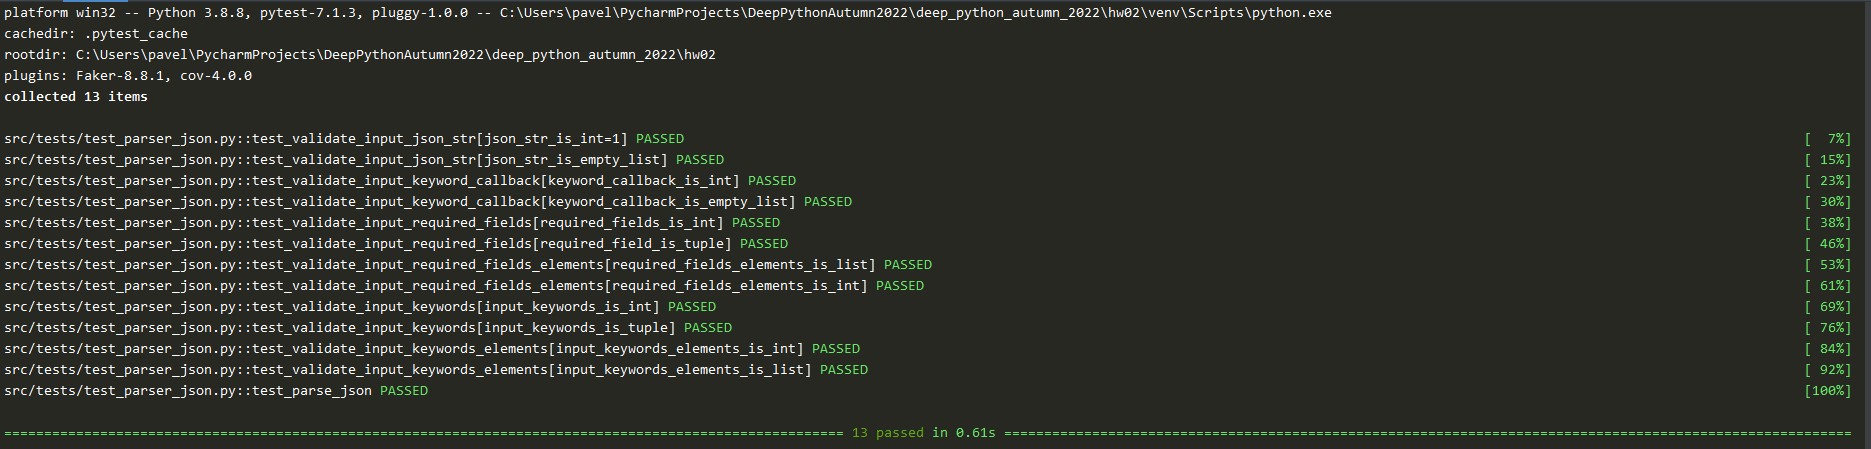 platform win32 -- Python 3.8.8, pytest-7.1.3, pluggy-1.0.0 -- C:\Users\pavel\PycharmProjects\DeepPythonAutumn2022\deep_python_autumn_2022\hw02\venv\Scripts\python.exe
cachedir: .pytest_cache
rootdir: C:\Users\pavel\PycharmProjects\DeepPythonAutumn2022\deep_python_autumn_2022\hw02
plugins: Faker-8.8.1, cov-4.0.0
collected 13 items
src/tests/test_parser_json.py::test_validate_input_json_str[json_str_is_int=1] PASSED [  7%]
src/tests/test_parser_json.py::test_validate_input_json_str[json_str_is_empty_list] PASSED [ 15%]
src/tests/test_parser_json.py::test_validate_input_keyword_callback[keyword_callback_is_int] PASSED [ 23%]
src/tests/test_parser_json.py::test_validate_input_keyword_callback[keyword_callback_is_empty_list] PASSED [ 30%]
src/tests/test_parser_json.py::test_validate_input_required_fields[required_fields_is_int] PASSED [ 38%]
src/tests/test_parser_json.py::test_validate_input_required_fields[required_field_is_tuple] PASSED [ 46%]
src/tests/test_parser_json.py::test_validate_input_required_fields_elements[required_fields_elements_is_list] PASSED [ 53%]
src/tests/test_parser_json.py::test_validate_input_required_fields_elements[required_fields_elements_is_int] PASSED [ 61%]
src/tests/test_parser_json.py::test_validate_input_keywords[input_keywords_is_int] PASSED [ 69%]
src/tests/test_parser_json.py::test_validate_input_keywords[input_keywords_is_tuple] PASSED [ 76%]
src/tests/test_parser_json.py::test_validate_input_keywords_elements[input_keywords_elements_is_int] PASSED [ 84%]
src/tests/test_parser_json.py::test_validate_input_keywords_elements[input_keywords_elements_is_list] PASSED [ 92%]
src/tests/test_parser_json.py::test_parse_json PASSED [100%]
========================================================================================================= 13 passed in 0.61s ==========================================================================================================